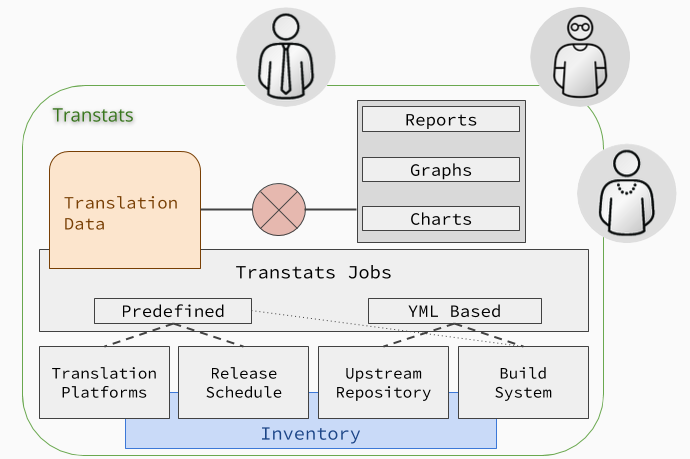 Transtats
Reports
Translation
Data
Graphs
Charts
Transtats Jobs
Predefined
YML Based
Translation
Platforms
Release
Schedule
Upstream
Repository
Build
System
Inventory